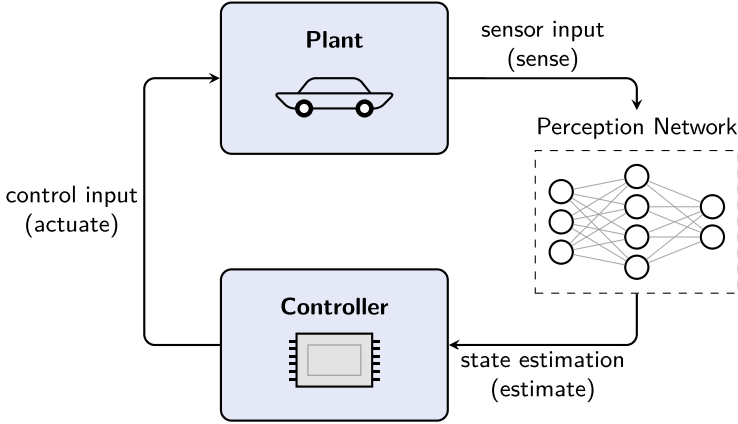 Plant
sensor input
(sense)
Perception Network
control input
(actuate)
Controller
state estimation
(estimate)